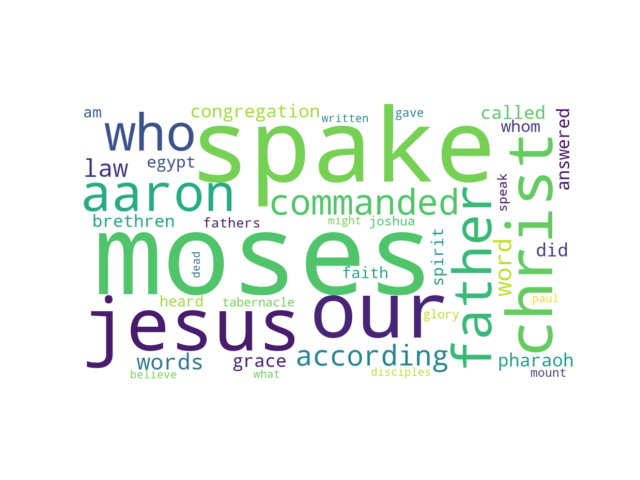 am
who
congregation
written
spake
gave
called
whom
answered
law
egypt
aaron
commanded
speak
christ
brethren
fathers
might
joshua
moses
dead
faith
spirit
father
word
did
heard
tabernacle
jesus
our
glory
paul
words
grace
according
pharaoh
believe
what
disciples
mount